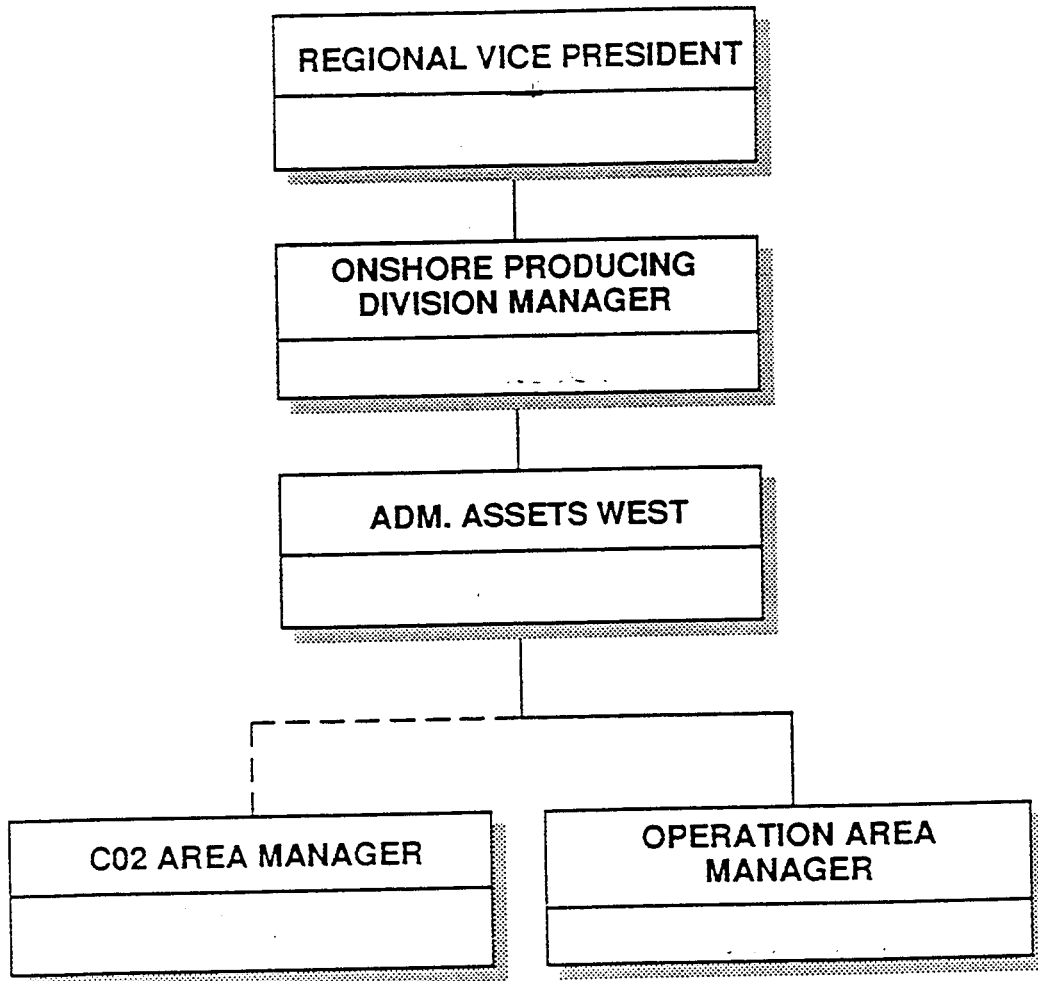 REGIONAL VICE PRESIDENT
ONSHORE PRODUCING
DIVISION MANAGER
ADM. ASSETS WEST
C02 AREA MANAGER
OPERATION AREA
MANAGER